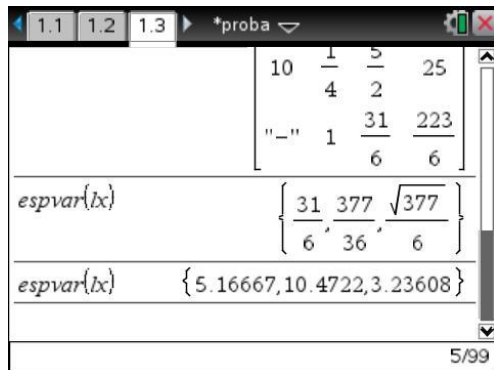 1.1 1.2 1.3 *proba
10 1/4 5/2 25
"-" 1 31/6 223/6
espvar(lx) {31/6, 377/36, √377/6}
espvar(lx) {5.16667,10.4722,3.23608}
5/99